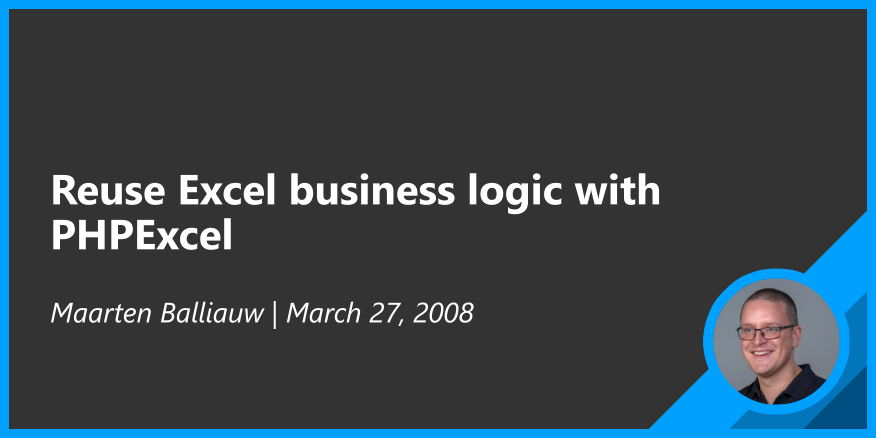 Reuse Excel business logic with
PHPExcel
Maarten Balliauw | March 27, 2008